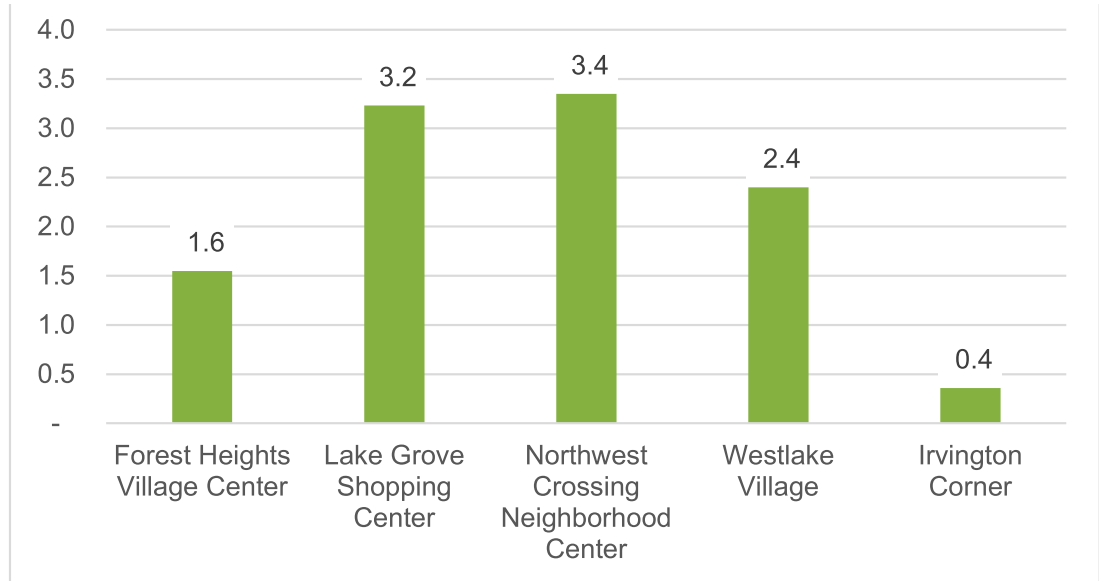 4.0
3.5
3.0
2.5
2.0
1.5
1.0
0.5
-
1.6
3.2
3.4
2.4
0.4
Forest Heights
Village Center
Lake Grove
Shopping
Center
Northwest
Crossing
Neighborhood
Center
Westlake
Village
Irvington
Corner